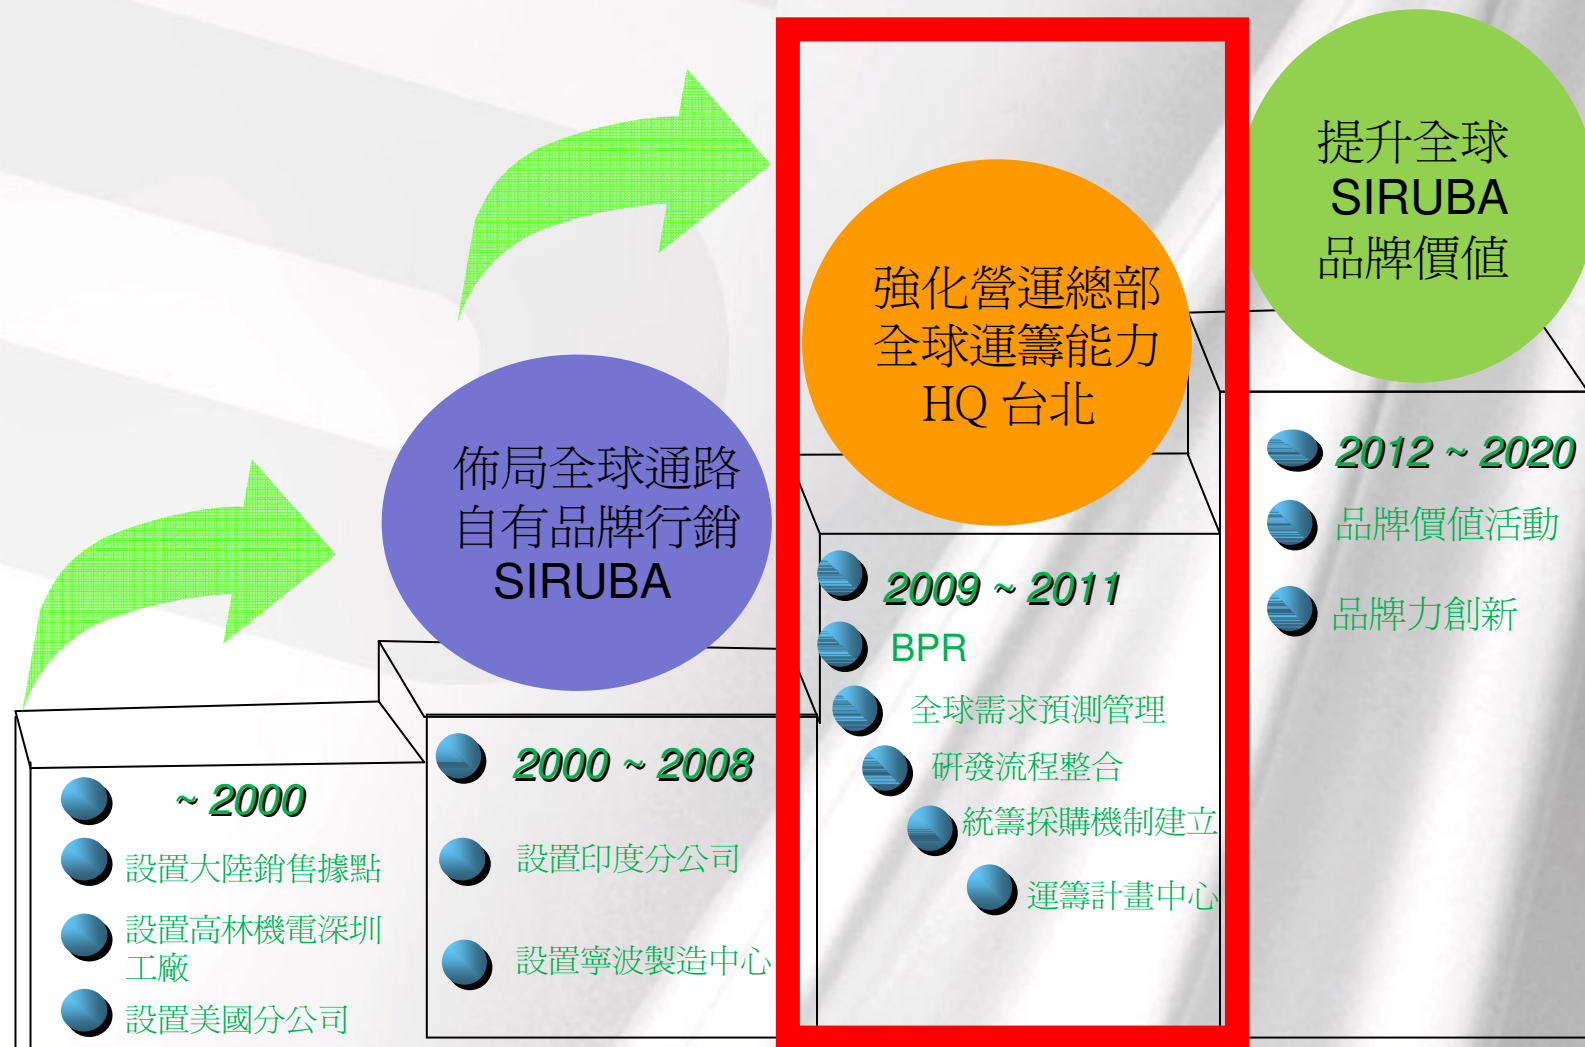 ~ 2000
設置大陸銷售據點
設置高林機電深圳
工廠
設置美國分公司
佈局全球通路
自有品牌行銷
SIRUBA
2000 ~ 2008
設置印度分公司
設置寧波製造中心
強化營運總部
全球運籌能力
HQ 台北
2009 ~ 2011
BPR
全球需求預測管理
研發流程整合
統籌採購機制建立
運籌計畫中心
提升全球
SIRUBA
品牌價值
2012 ~ 2020
品牌價值活動
品牌力創新